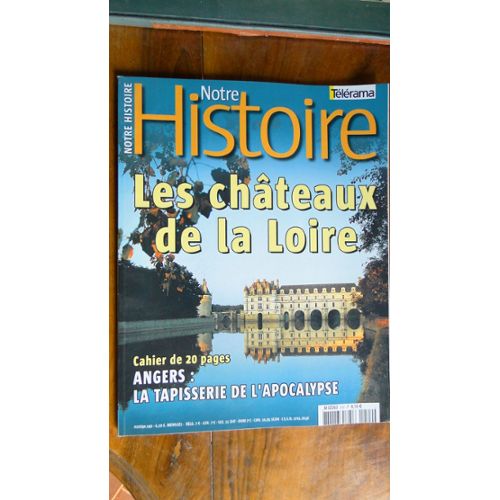 NOTRE HISTOIRE
Notre
Télérama
Histoire
Les châteaux
de la Loire
Cahier de 20 pages
ANGERS :
LA TAPISSERIE DE L'APOCALYPSE